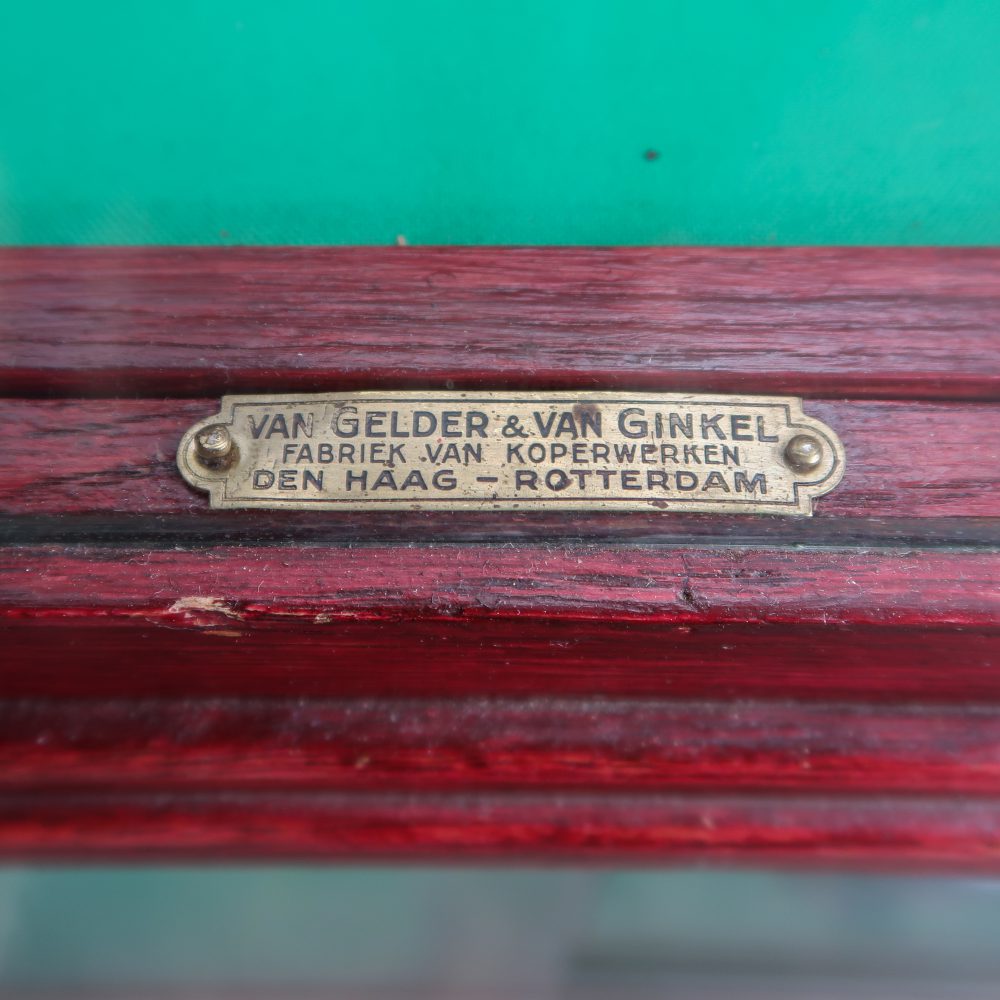 VAN GELDER & VAN GINKEL
FABRIEK VAN KOPERWERKEN
DEN HAAG – ROTTERDAM